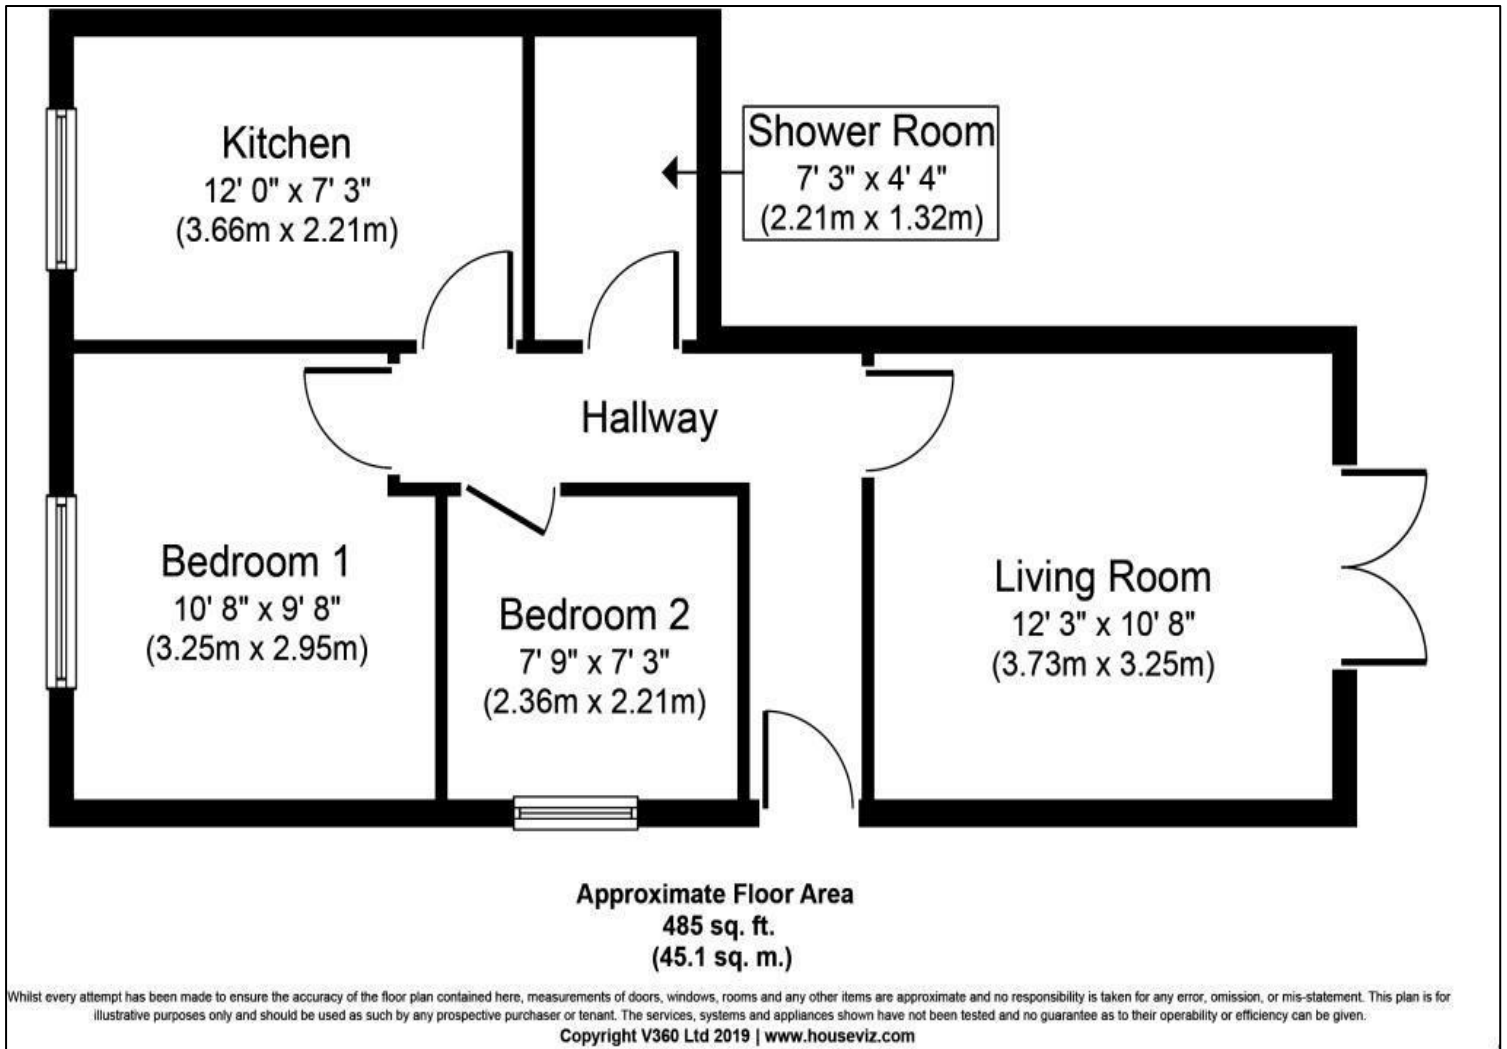 Kitchen
12' 0" x 7' 3"
(3.66m x 2.21m)
Shower Room
7' 3" x 4' 4"
(2.21m x 1.32m)
Hallway
Bedroom 1
10' 8" x 9' 8"
(3.25m x 2.95m)
Bedroom 2
7' 9" x 7' 3"
(2.36m x 2.21m)
Living Room
12' 3" x 10' 8"
(3.73m x 3.25m)
Approximate Floor Area
485 sq. ft.
(45.1 sq. m.)
Whilst every attempt has been made to ensure the accuracy of the floor plan contained here, measurements of doors, windows, rooms and any other items are approximate and no responsibility is taken for any error, omission, or mis-statement. This plan is for
illustrative purposes only and should be used as such by any prospective purchaser or tenant. The services, systems and appliances shown have not been tested and no guarantee as to their operability or efficiency can be given.
Copyright V360 Ltd 2019 | www.houseviz.com